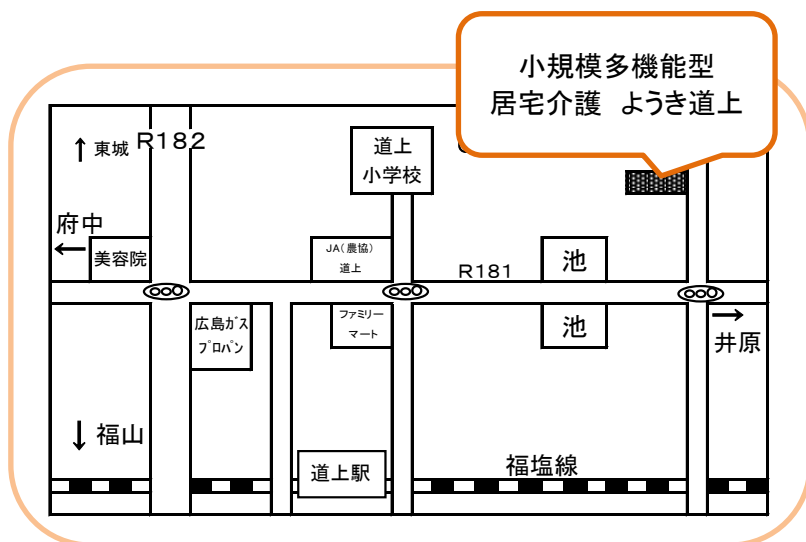 小規模多機能型
居宅介護 ようき道上
↑ 東城
R182
道上
小学校
府中
←
美容院
JA(農協)
道上
R181
池
広島ガス
プロパン
ファミリー
マート
池
→
井原
↓ 福山
道上駅
福塩線